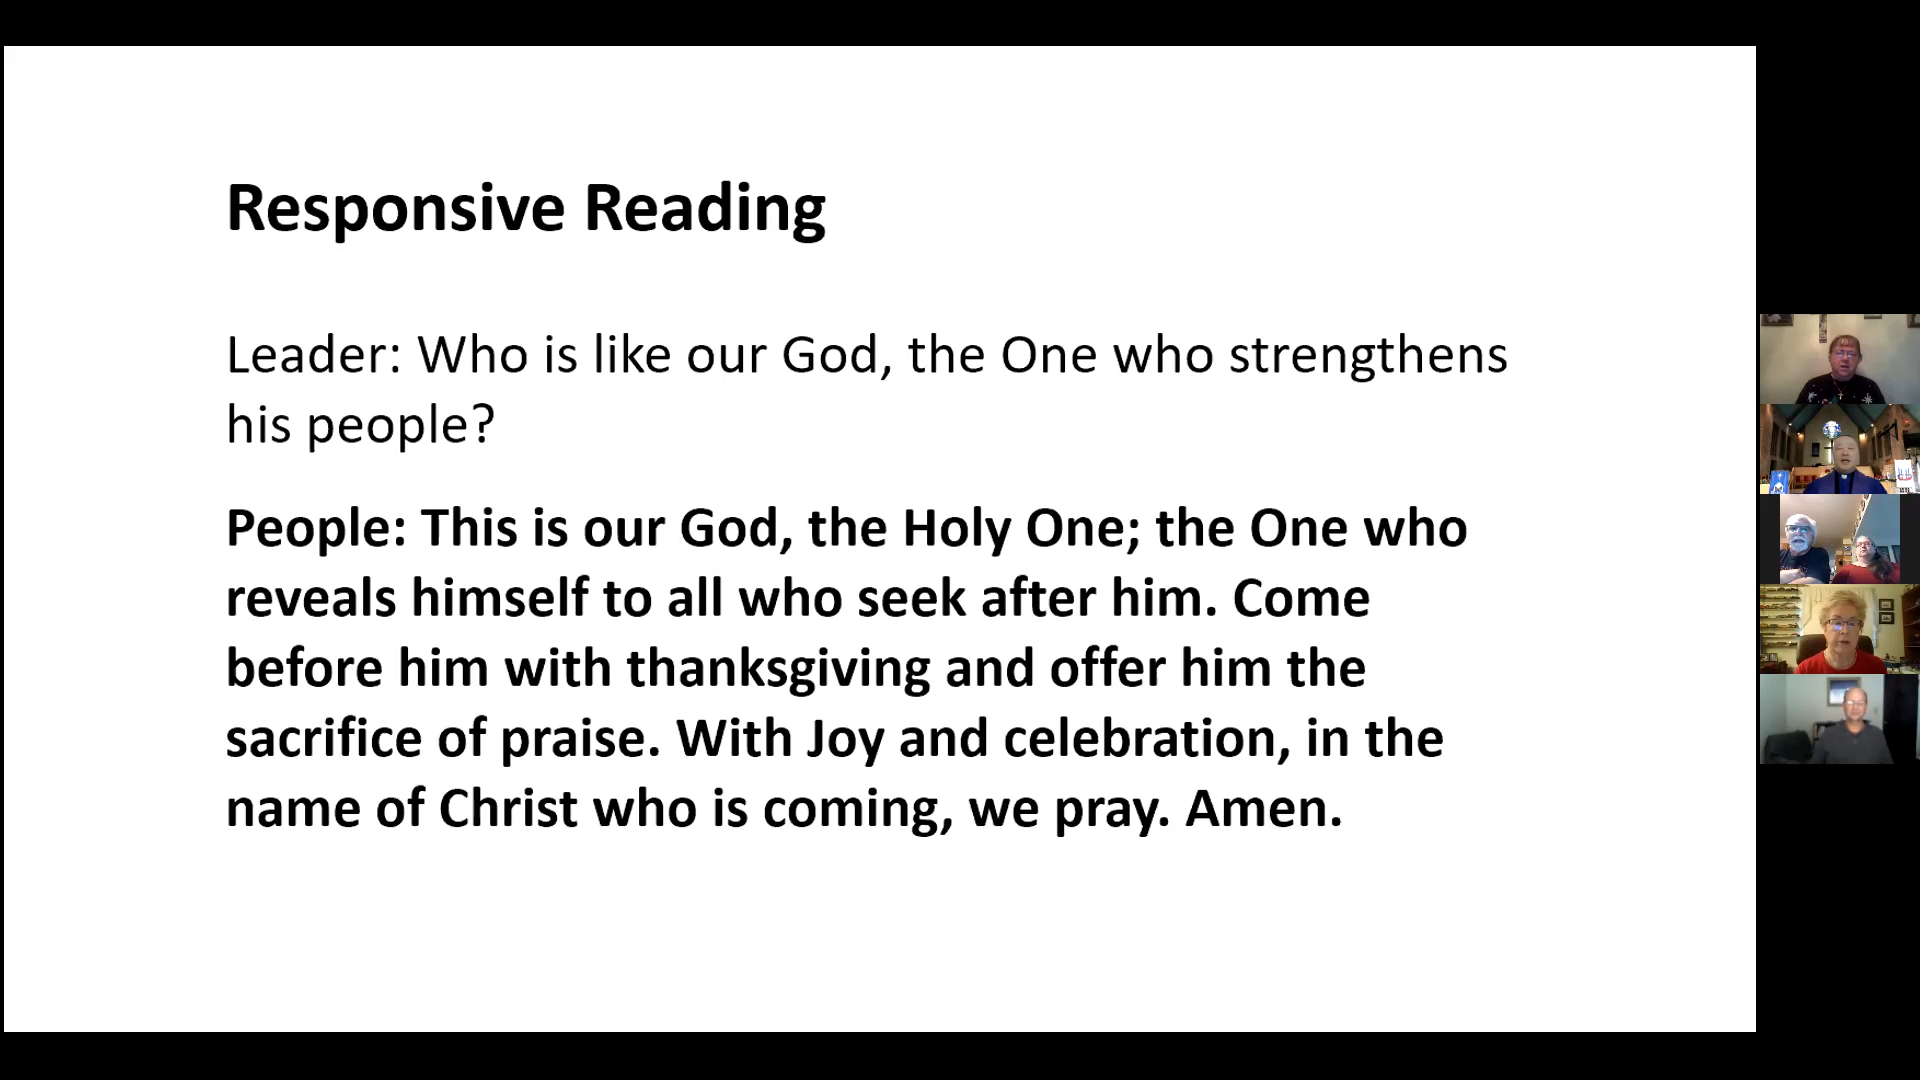 Responsive Reading
Leader: Who is like our God, the One who strengthens
his people?
People: This is our God, the Holy One; the One who
reveals himself to all who seek after him. Come
before him with thanksgiving and offer him the
sacrifice of praise. With Joy and celebration, in the
name of Christ who is coming, we pray. Amen.